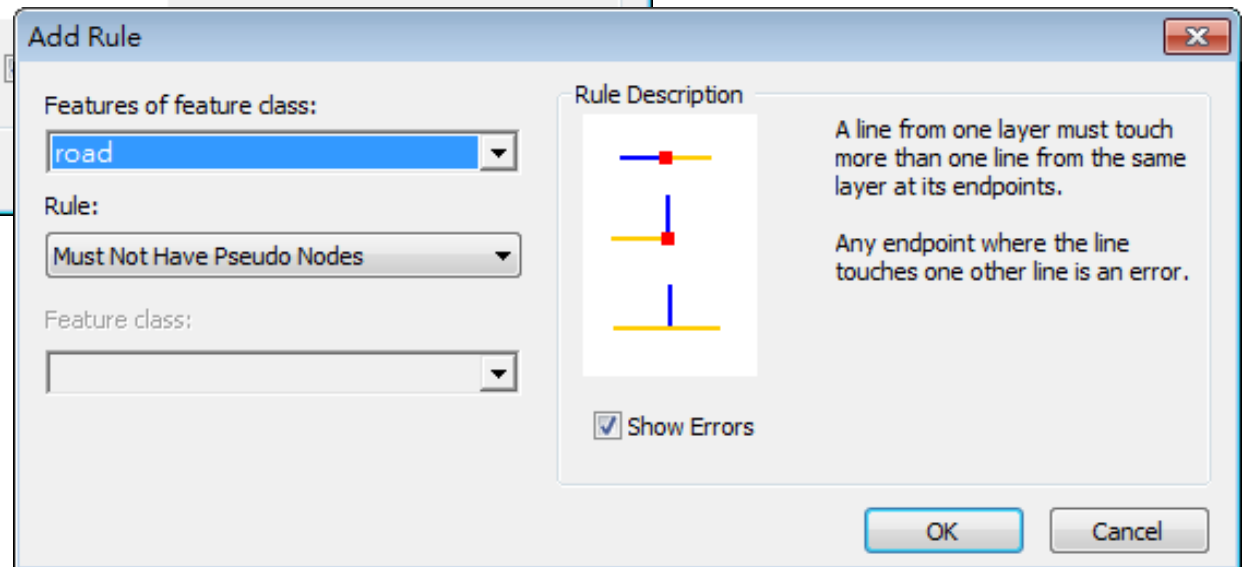 Add Rule
Features of feature class:
road
Rule:
Must Not Have Pseudo Nodes
Feature class:
Rule Description
A line from one layer must touch
more than one line from the same
layer at its endpoints.
Any endpoint where the line
touches one other line is an error.
Show Errors
OK
Cancel